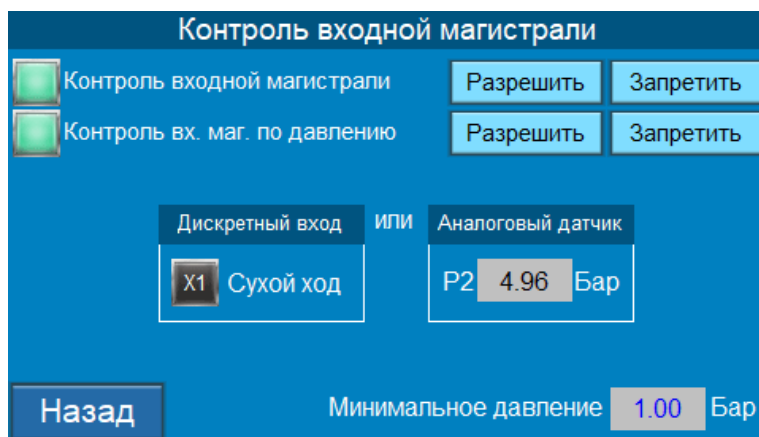 Контроль входной магистрали
Контроль входной магистрали Разрешить Запретить
Контроль вх. маг. по давлению Разрешить Запретить
Дискретный вход или Аналоговый датчик
X1 Сухой ход P2 4.96 Бар
Назад Минимальное давление 1.00 Бар